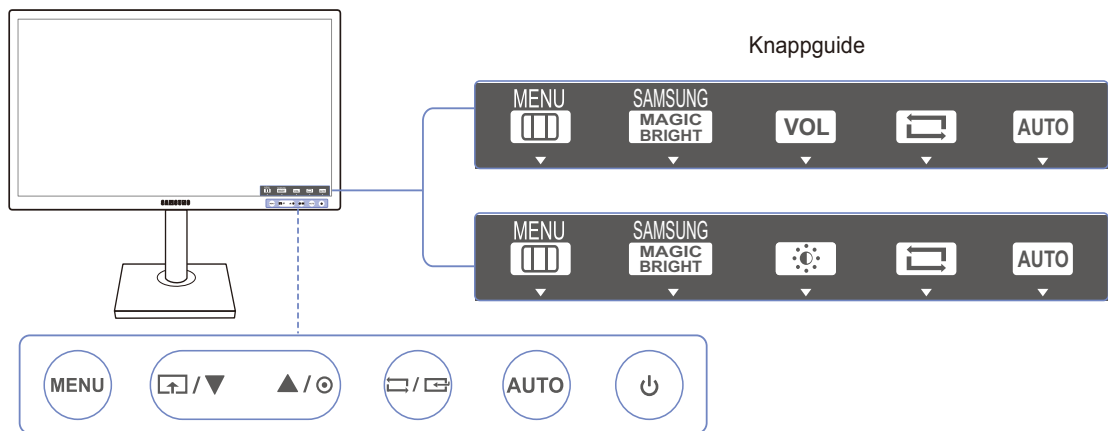 Knappguide
MENU SAMSUNG
MAGIC BRIGHT VOL AUTO
MENU SAMSUNG
MAGIC BRIGHT AUTO
SAMSUNG
MENU / / / AUTO